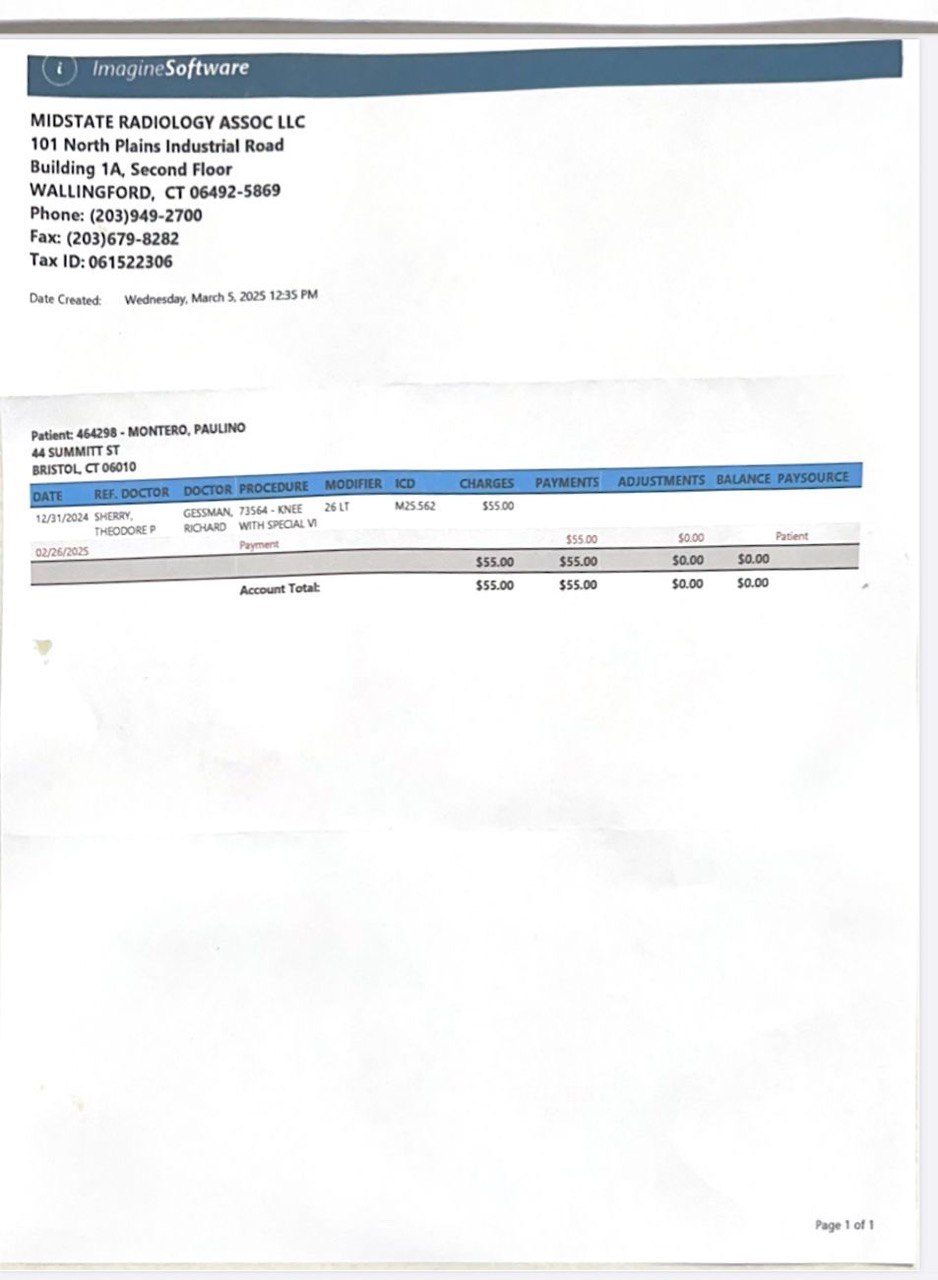 i ImagineSoftware
MIDSTATE RADIOLOGY ASSOC LLC
101 North Plains Industrial Road
Building 1A, Second Floor
WALLINGFORD, CT 06492-5869
Phone: (203)949-2700
Fax: (203)679-8282
Tax ID: 061522306
Date Created: Wednesday, March 5, 2025 12:35 PM
Patient: 464298 - MONTERO, PAULINO
44 SUMMITT ST
BRISTOL, CT 06010
DATE REF. DOCTOR DOCTOR PROCEDURE MODIFIER ICD CHARGES PAYMENTS ADJUSTMENTS BALANCE PAYSOURCE
12/31/2024 SHERRY, GESSMAN, 73564 - KNEE 26 LT M25.562 $55.00
THEODORE P RICHARD WITH SPECIAL VI
02/26/2025 Payment $55.00 $0.00 Patient
$55.00 $55.00 $0.00 $0.00
Account Total: $55.00 $55.00 $0.00 $0.00
Page 1 of 1